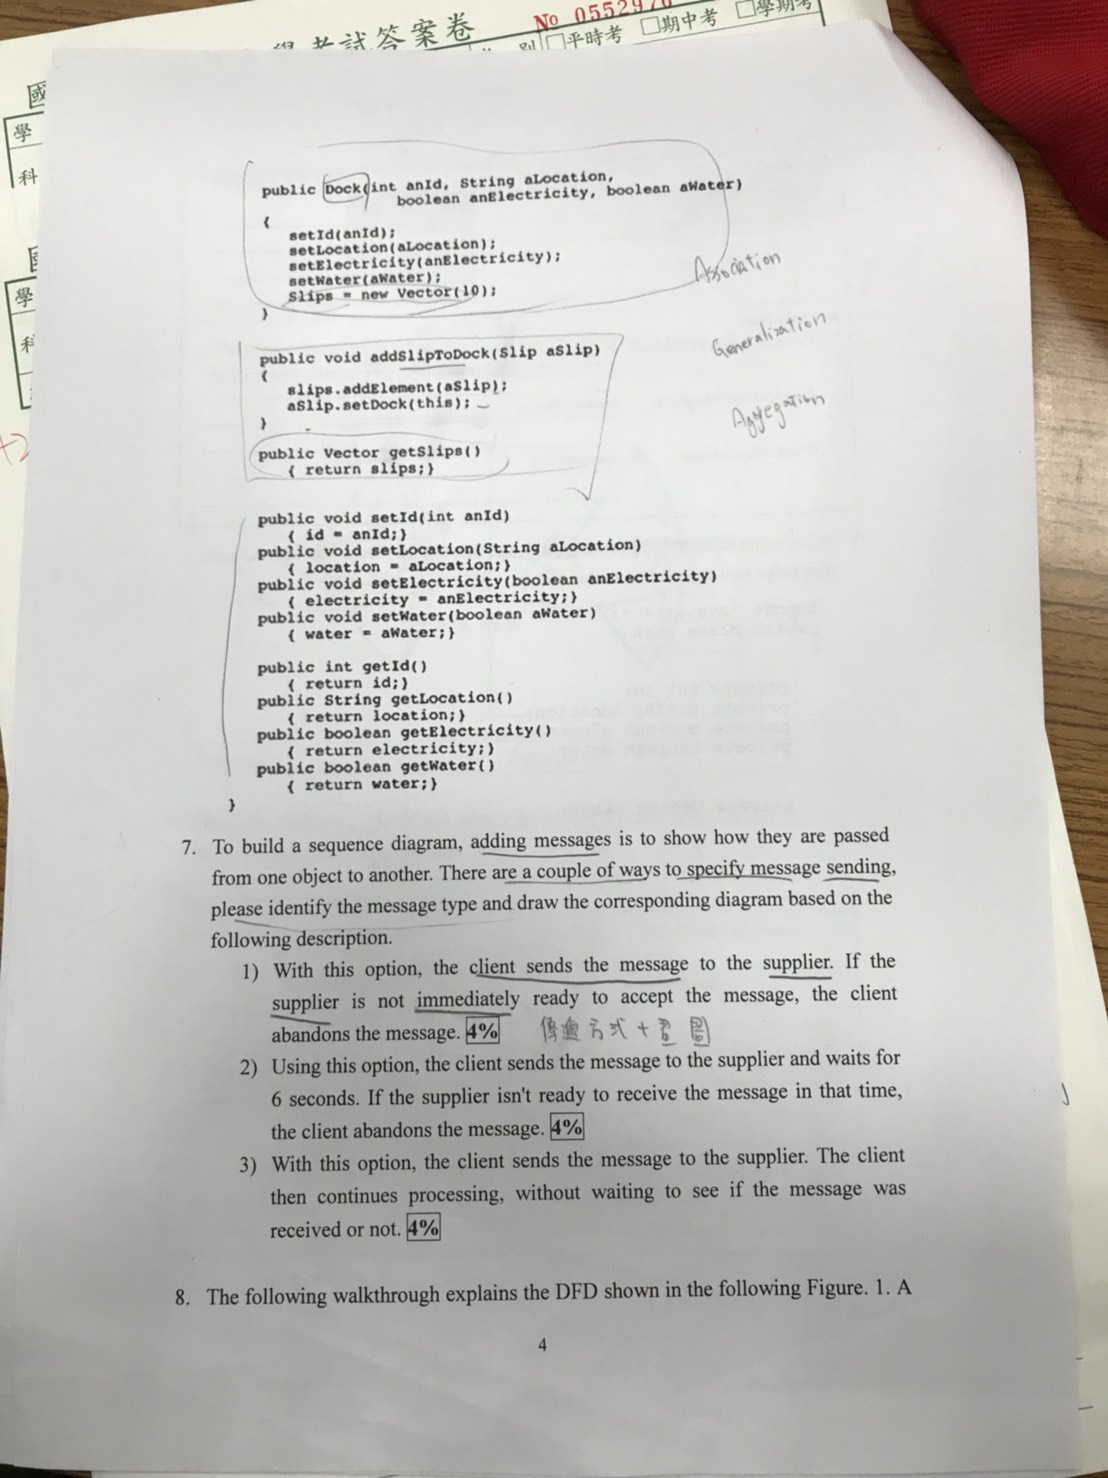 學考試答案卷
No 055297
別 □平時考 □期中考 □學期考
國
學
科
學
public Dock(int anId, String aLocation,
boolean anElectricity, boolean aWater)
{
setId(anId);
setLocation(aLocation);
setElectricity(anElectricity);
setWater(aWater);
Slips = new Vector(10);
}
Association
public void addSlipToDock(Slip aSlip)
{
slips.addElement(aSlip);
aSlip.setDock(this);
}
Generalization
Aggregation
public Vector getSlips()
{ return slips;}
public void setId(int anId)
{ id = anId;}
public void setLocation(String aLocation)
{ location = aLocation;}
public void setElectricity(boolean anElectricity)
{ electricity = anElectricity;}
public void setWater(boolean aWater)
{ water = aWater;}
public int getId()
{ return id;}
public String getLocation()
{ return location;}
public boolean getElectricity()
{ return electricity;}
public boolean getWater()
{ return water;}
}
7. To build a sequence diagram, adding messages is to show how they are passed
from one object to another. There are a couple of ways to specify message sending,
please identify the message type and draw the corresponding diagram based on the
following description.
1) With this option, the client sends the message to the supplier. If the
supplier is not immediately ready to accept the message, the client
abandons the message. 4%
方式 + 圖
2) Using this option, the client sends the message to the supplier and waits for
6 seconds. If the supplier isn't ready to receive the message in that time,
the client abandons the message. 4%
3) With this option, the client sends the message to the supplier. The client
then continues processing, without waiting to see if the message was
received or not. 4%
8. The following walkthrough explains the DFD shown in the following Figure. 1. A
4